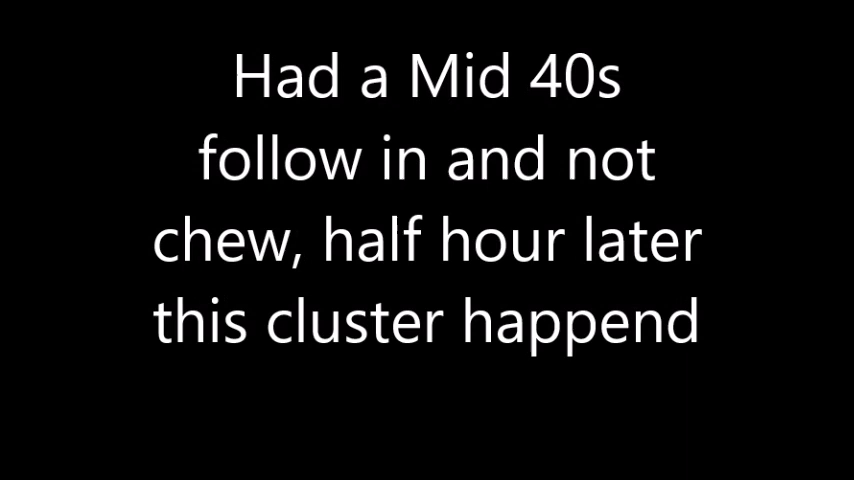 Had a Mid 40s
follow in and not
chew, half hour later
this cluster happend